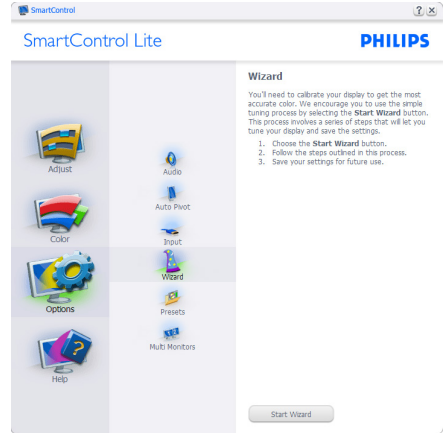 SmartControl
? x
SmartControl Lite
PHILIPS
Adjust
Color
Options
Help
Audio
Auto Pivot
Input
Wizard
Presets
Multi Monitors
Wizard
You'll need to calibrate your display to get the most
accurate color. We encourage you to use the simple
tuning process by selecting the Start Wizard button.
This process involves a series of steps that will let you
tune your display and save the settings.
1. Choose the Start Wizard button.
2. Follow the steps outlined in this process.
3. Save your settings for future use.
Start Wizard